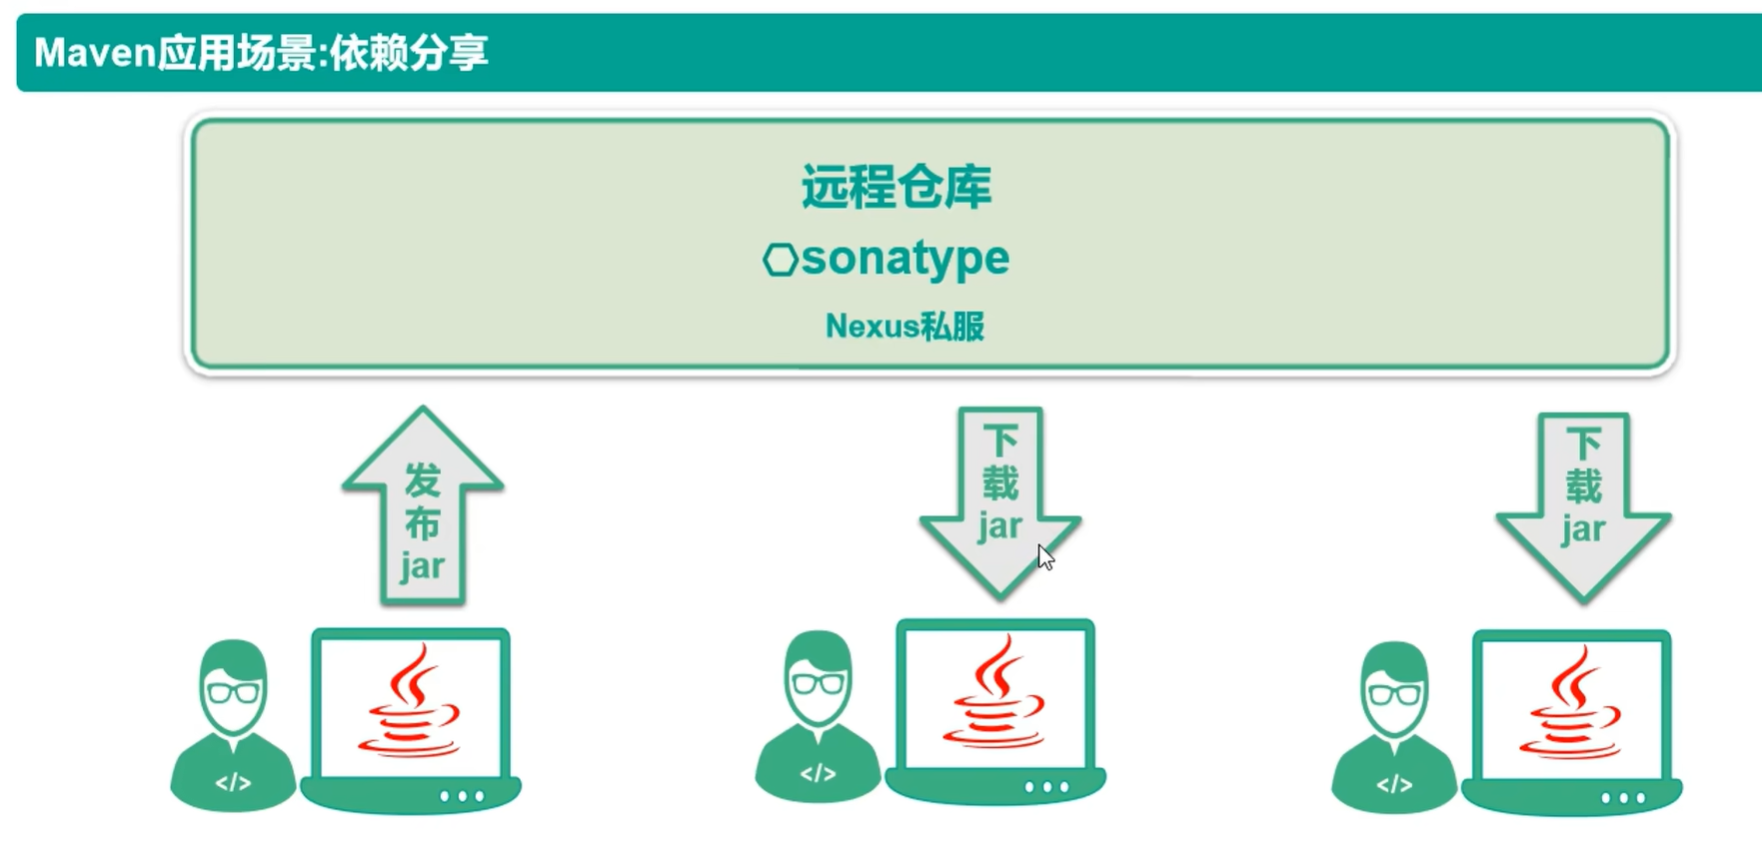 Maven应用场景:依赖分享
远程仓库
sonatype
Nexus私服
发
布
jar
下
载
jar
下
载
jar
</>
</>
</>